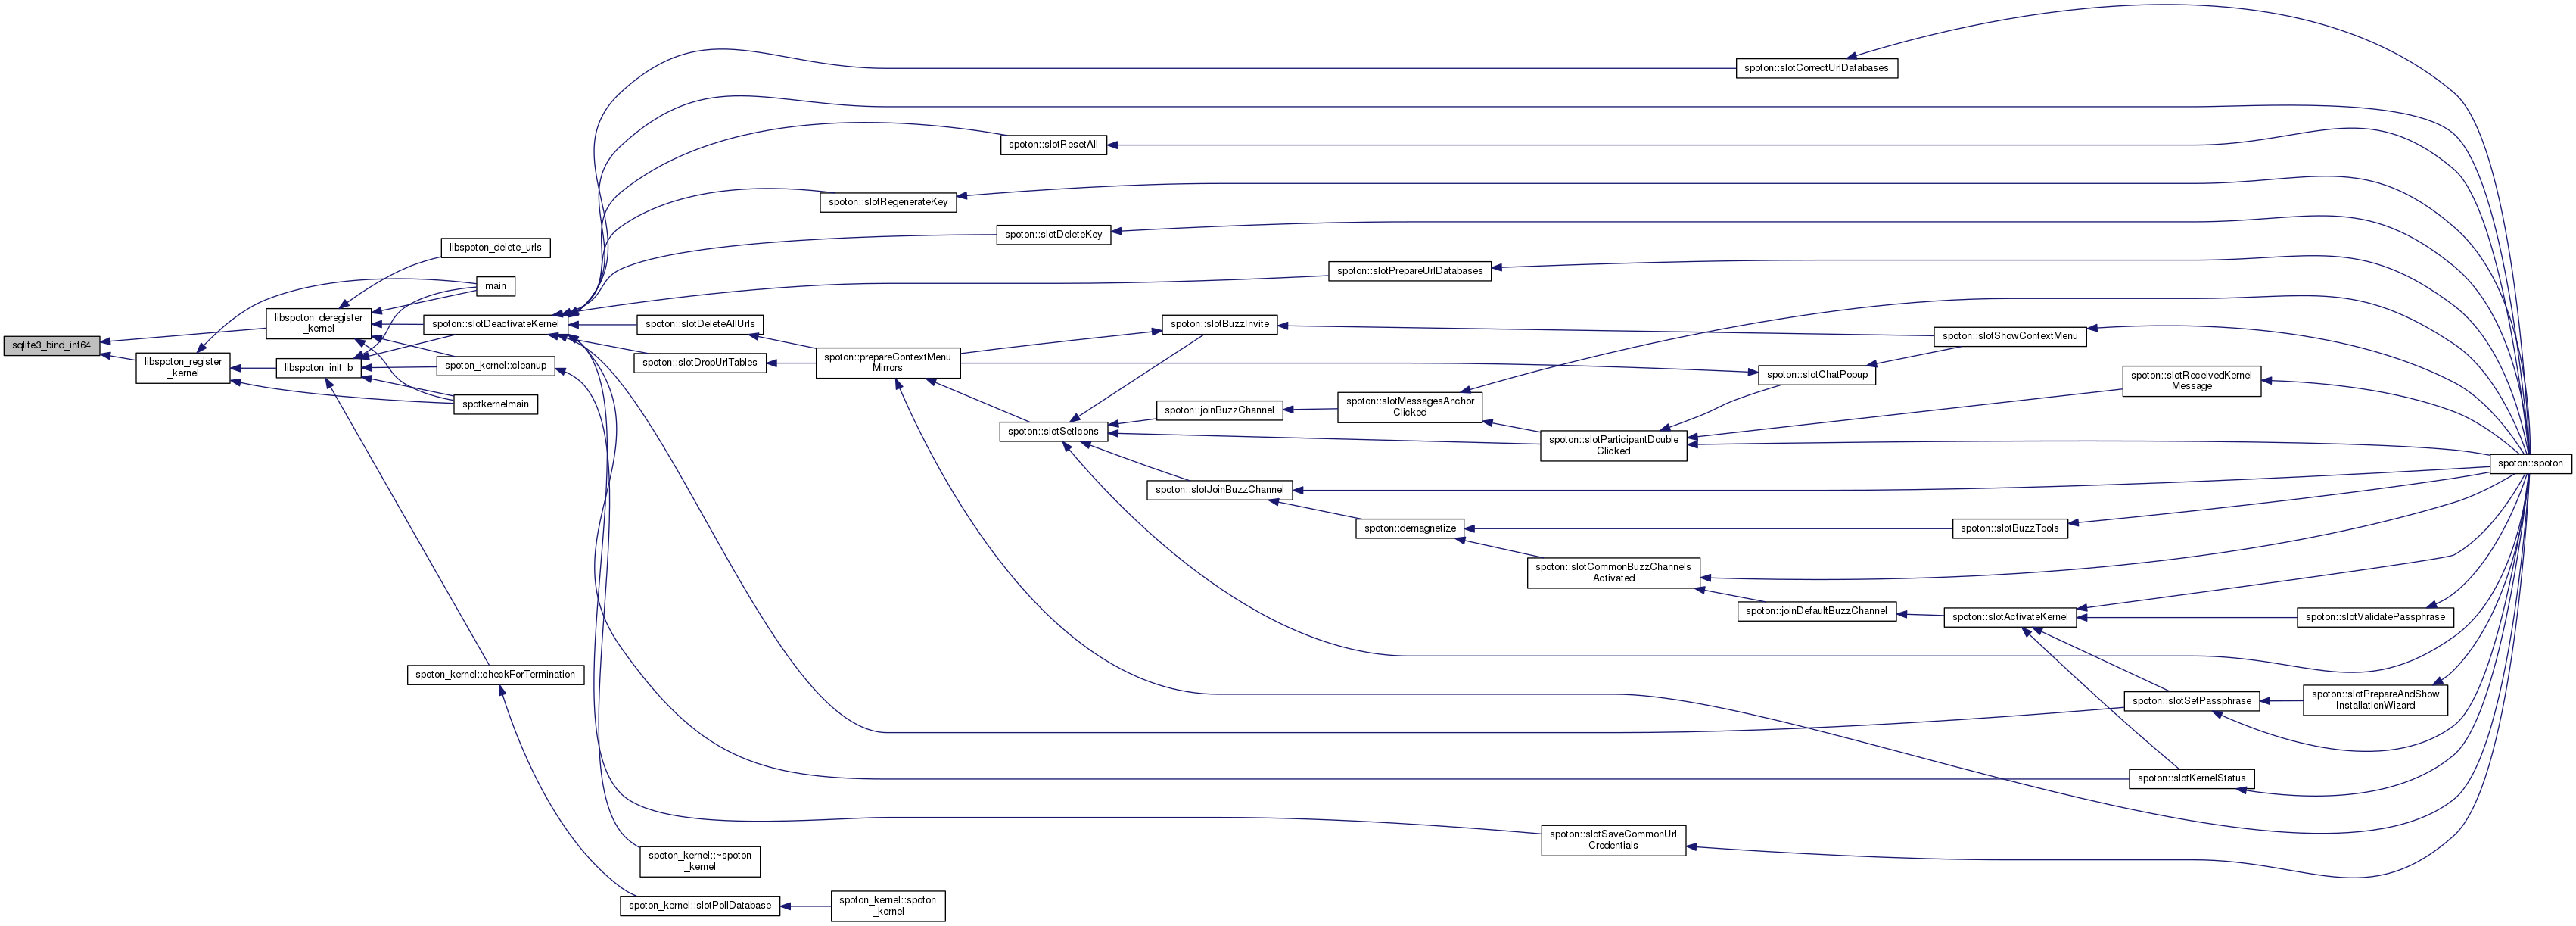 sqlite3_bind_int64
libspoton_deregister
_kernel
libspoton_register
_kernel
libspoton_init_b
libspoton_delete_urls
main
spoton::slotDeactivateKernel
spoton_kernel::cleanup
spotkernelmain
spoton_kernel::checkForTermination
spoton::slotDeleteAllUrls
spoton::slotDropUrlTables
spoton_kernel::~spoton
_kernel
spoton_kernel::slotPollDatabase
spoton_kernel::spoton
_kernel
spoton::slotRegenerateKey
spoton::prepareContextMenu
Mirrors
spoton::slotResetAll
spoton::slotDeleteKey
spoton::slotSetIcons
spoton::slotBuzzInvite
spoton::joinBuzzChannel
spoton::slotJoinBuzzChannel
spoton::slotPrepareUrlDatabases
spoton::slotMessagesAnchor
Clicked
spoton::demagnetize
spoton::slotParticipantDouble
Clicked
spoton::slotCommonBuzzChannels
Activated
spoton::slotSaveCommonUrl
Credentials
spoton::slotCorrectUrlDatabases
spoton::slotChatPopup
spoton::joinDefaultBuzzChannel
spoton::slotShowContextMenu
spoton::slotBuzzTools
spoton::slotActivateKernel
spoton::slotReceivedKernel
Message
spoton::slotSetPassphrase
spoton::slotKernelStatus
spoton::slotValidatePassphrase
spoton::slotPrepareAndShow
InstallationWizard
spoton::spoton